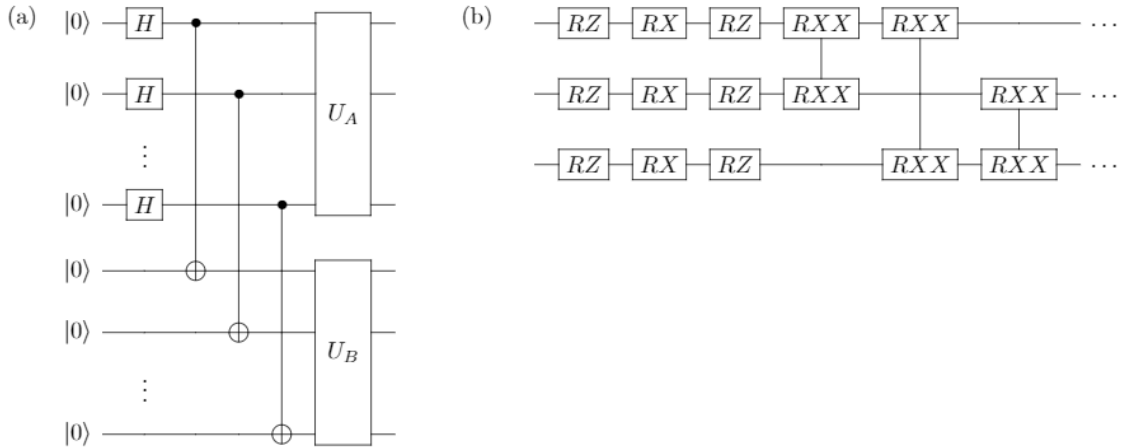 (a)
|0⟩ H
|0⟩ H
⋮
|0⟩ H
U_A
|0⟩
|0⟩
⋮
|0⟩
U_B
(b)
RZ RX RZ RXX RXX ...
RZ RX RZ RXX RXX ...
RZ RX RZ RXX RXX ...